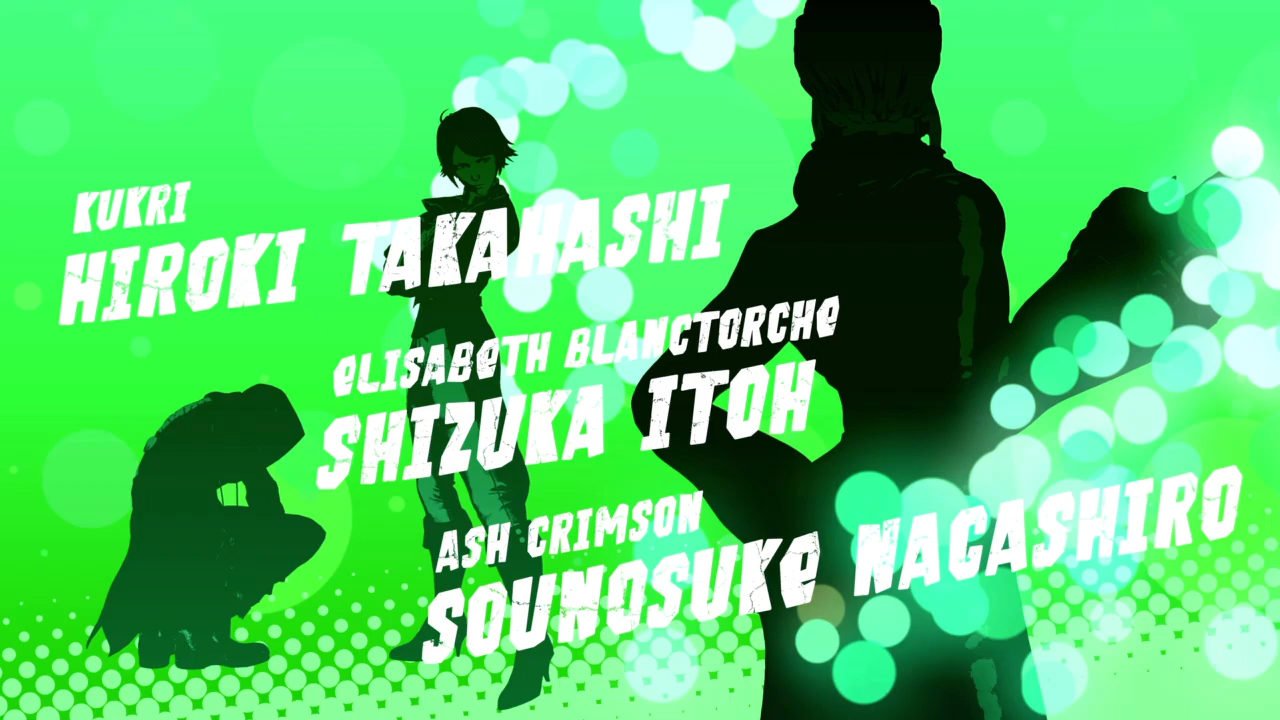 KUKRI
HIROKI TAKAHASHI
eLISABeTH BLANCTORCHe
SHIZUKA ITOH
ASH CRIMSON
SOUNOSUKe NAGASHIRO